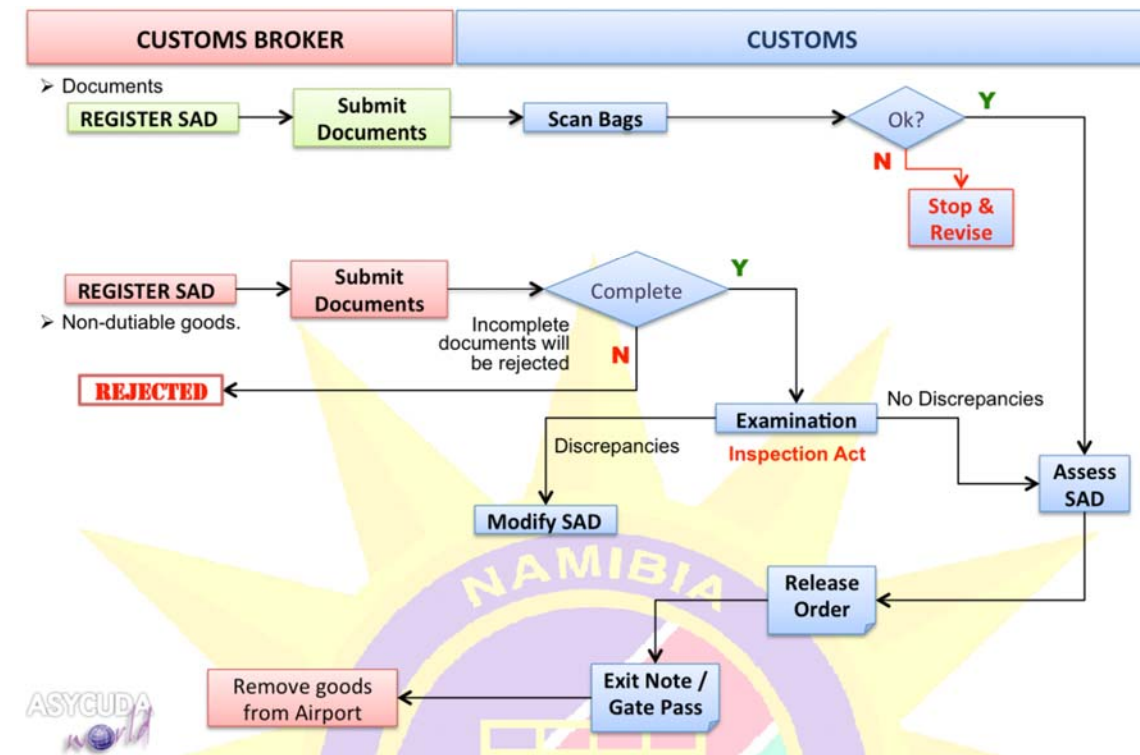 CUSTOMS BROKER
CUSTOMS
➢ Documents
REGISTER SAD
Submit
Documents
Scan Bags
Ok?
Y
N
Stop &
Revise
REGISTER SAD
Submit
Documents
Complete
Y
➢ Non-dutiable goods.
Incomplete
documents will
be rejected
N
REJECTED
Examination
No Discrepancies
Discrepancies
Inspection Act
Assess
SAD
Modify SAD
NAMIBIA
Release
Order
Remove goods
from Airport
Exit Note /
Gate Pass
ASYCUDA
world